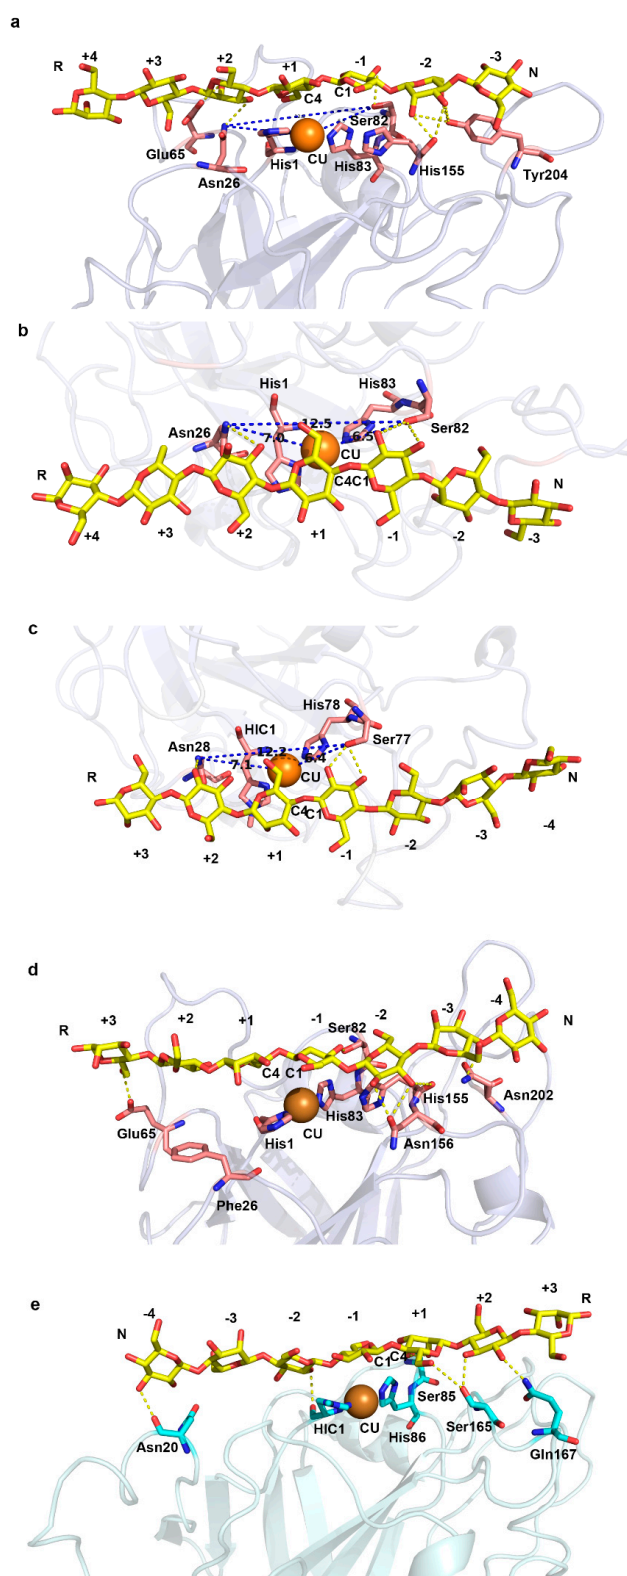 a
+4 +3 +2 +1 -1 -2 -3
R N
C4 C1
Ser82
Glu65 His1 CU His83 His155
Asn26 Tyr204
b
His1 His83
12.5
Asn26 7.0 6.5 Ser82
CU
R C4 C1 N
+4 +3 +2 +1 -1 -2 -3
c
His78
HIC1
Asn28 12.2 6.4 Ser77
7.1
R CU N
C4 C1
+3 +2 +1 -1 -2 -3 -4
d
+3 +2 +1 -1 -2 -3 -4
R Ser82 N
C4 C1
His155 Asn202
Glu65 His1 His83 CU Asn156
Phe26
e
-4 -3 -2 -1 +1 +2 +3
N R
C1 C4
Asn20 HIC1 CU Ser85 Ser165
His86 Gln167